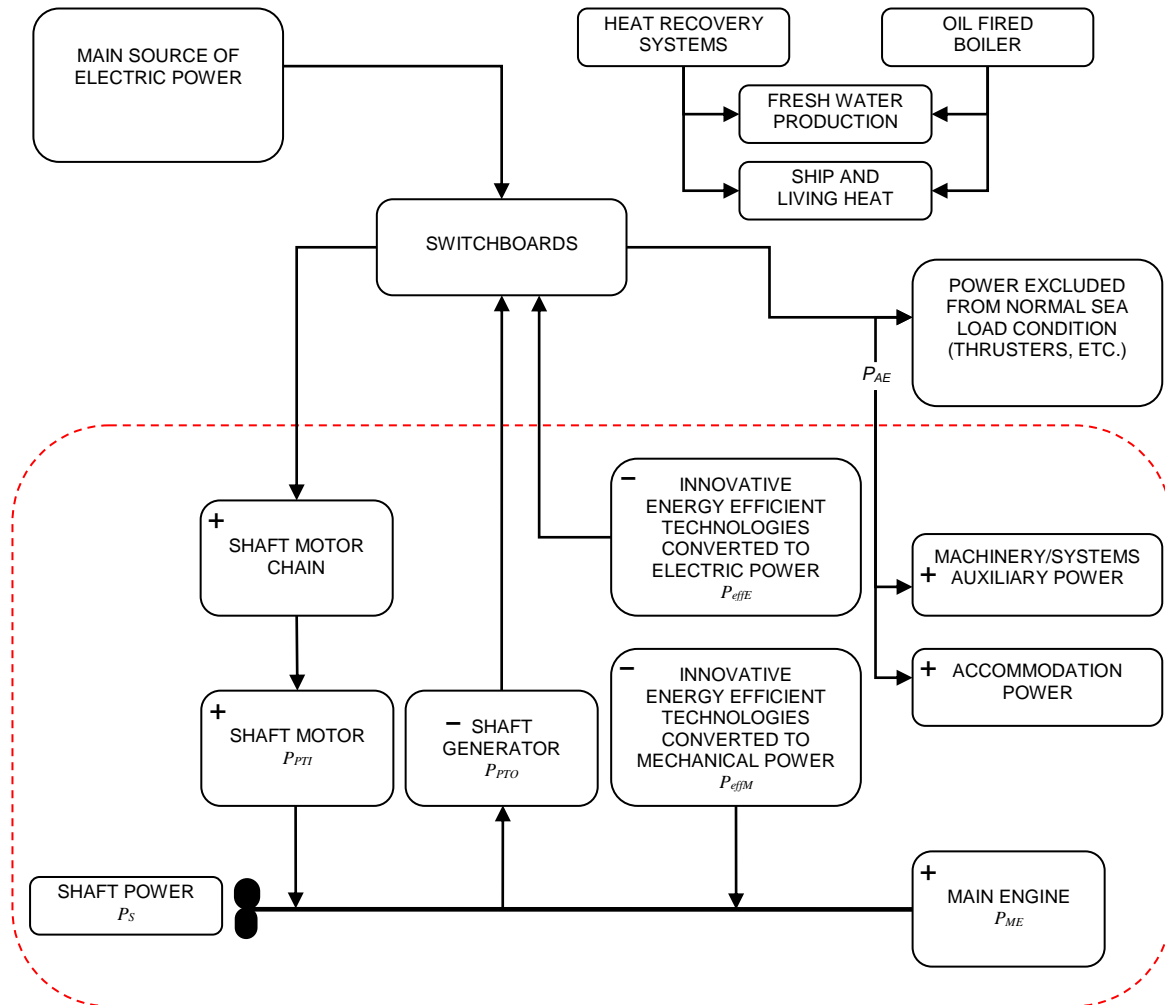 MAIN SOURCE OF
ELECTRIC POWER
HEAT RECOVERY
SYSTEMS
OIL FIRED
BOILER
FRESH WATER
PRODUCTION
SHIP AND
LIVING HEAT
SWITCHBOARDS
POWER EXCLUDED
FROM NORMAL SEA
LOAD CONDITION
(THRUSTERS, ETC.)
PAE
+
SHAFT MOTOR
CHAIN
−
INNOVATIVE
ENERGY EFFICIENT
TECHNOLOGIES
CONVERTED TO
ELECTRIC POWER
PeffE
+ MACHINERY/SYSTEMS
AUXILIARY POWER
+ ACCOMMODATION
POWER
+
SHAFT MOTOR
PPTI
− SHAFT
GENERATOR
PPTO
−
INNOVATIVE
ENERGY EFFICIENT
TECHNOLOGIES
CONVERTED TO
MECHANICAL POWER
PeffM
SHAFT POWER
PS
+
MAIN ENGINE
PME